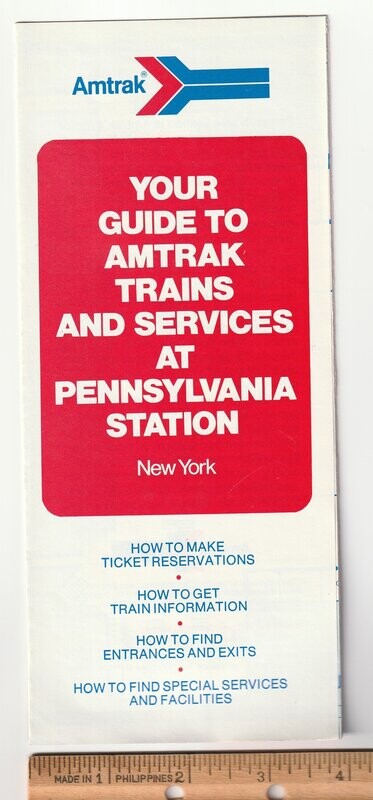 Amtrak®
YOUR
GUIDE TO
AMTRAK
TRAINS
AND SERVICES
AT
PENNSYLVANIA
STATION
New York
HOW TO MAKE
TICKET RESERVATIONS
•
HOW TO GET
TRAIN INFORMATION
•
HOW TO FIND
ENTRANCES AND EXITS
•
HOW TO FIND SPECIAL SERVICES
AND FACILITIES
MADE IN 1 PHILIPPINES 2 3 4